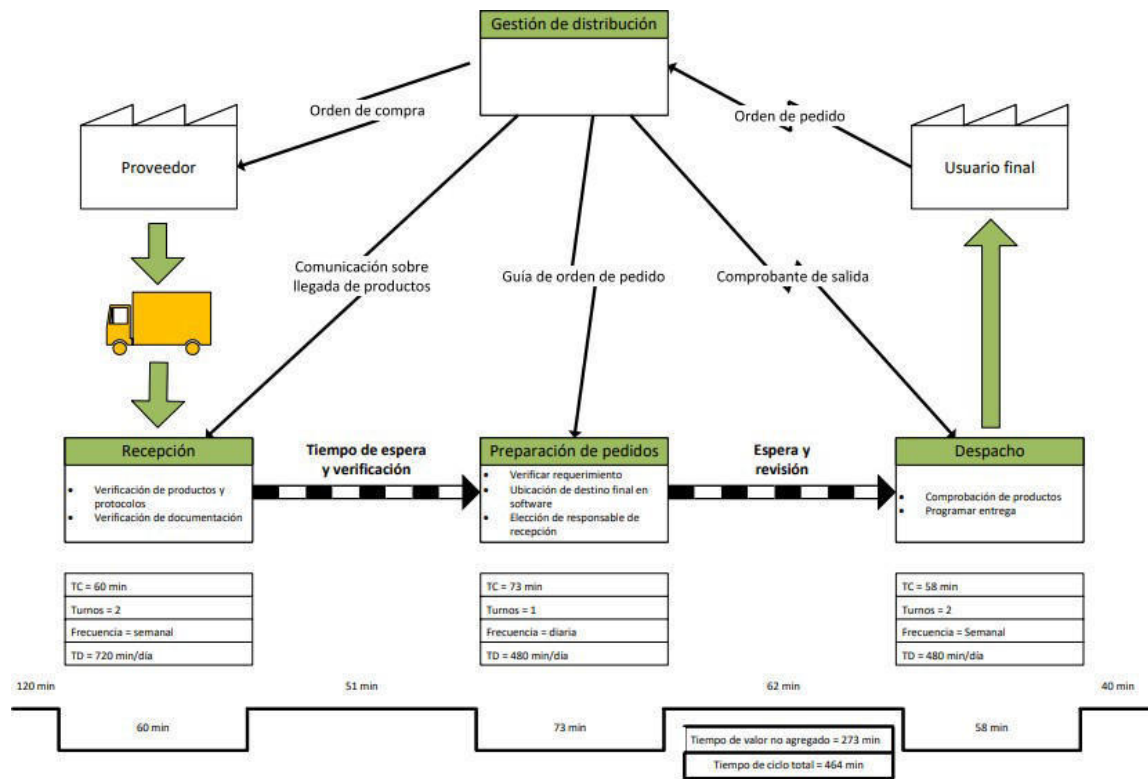 Gestión de distribución
Orden de compra
Orden de pedido
Proveedor
Usuario final
Comunicación sobre
llegada de productos
Guía de orden de pedido
Comprobante de salida
Recepción
• Verificación de productos y
protocolos
• Verificación de documentación
Tiempo de espera
y verificación
Preparación de pedidos
• Verificar requerimiento
• Ubicación de destino final en
software
• Elección de responsable de
recepción
Espera y
revisión
Despacho
• Comprobación de productos
• Programar entrega
TC = 60 min
Turnos = 2
Frecuencia = semanal
TD = 720 min/día
TC = 73 min
Turnos = 1
Frecuencia = diaria
TD = 480 min/día
TC = 58 min
Turnos = 2
Frecuencia = Semanal
TD = 480 min/día
120 min
51 min
62 min
40 min
60 min
73 min
58 min
Tiempo de valor no agregado = 273 min
Tiempo de ciclo total = 464 min